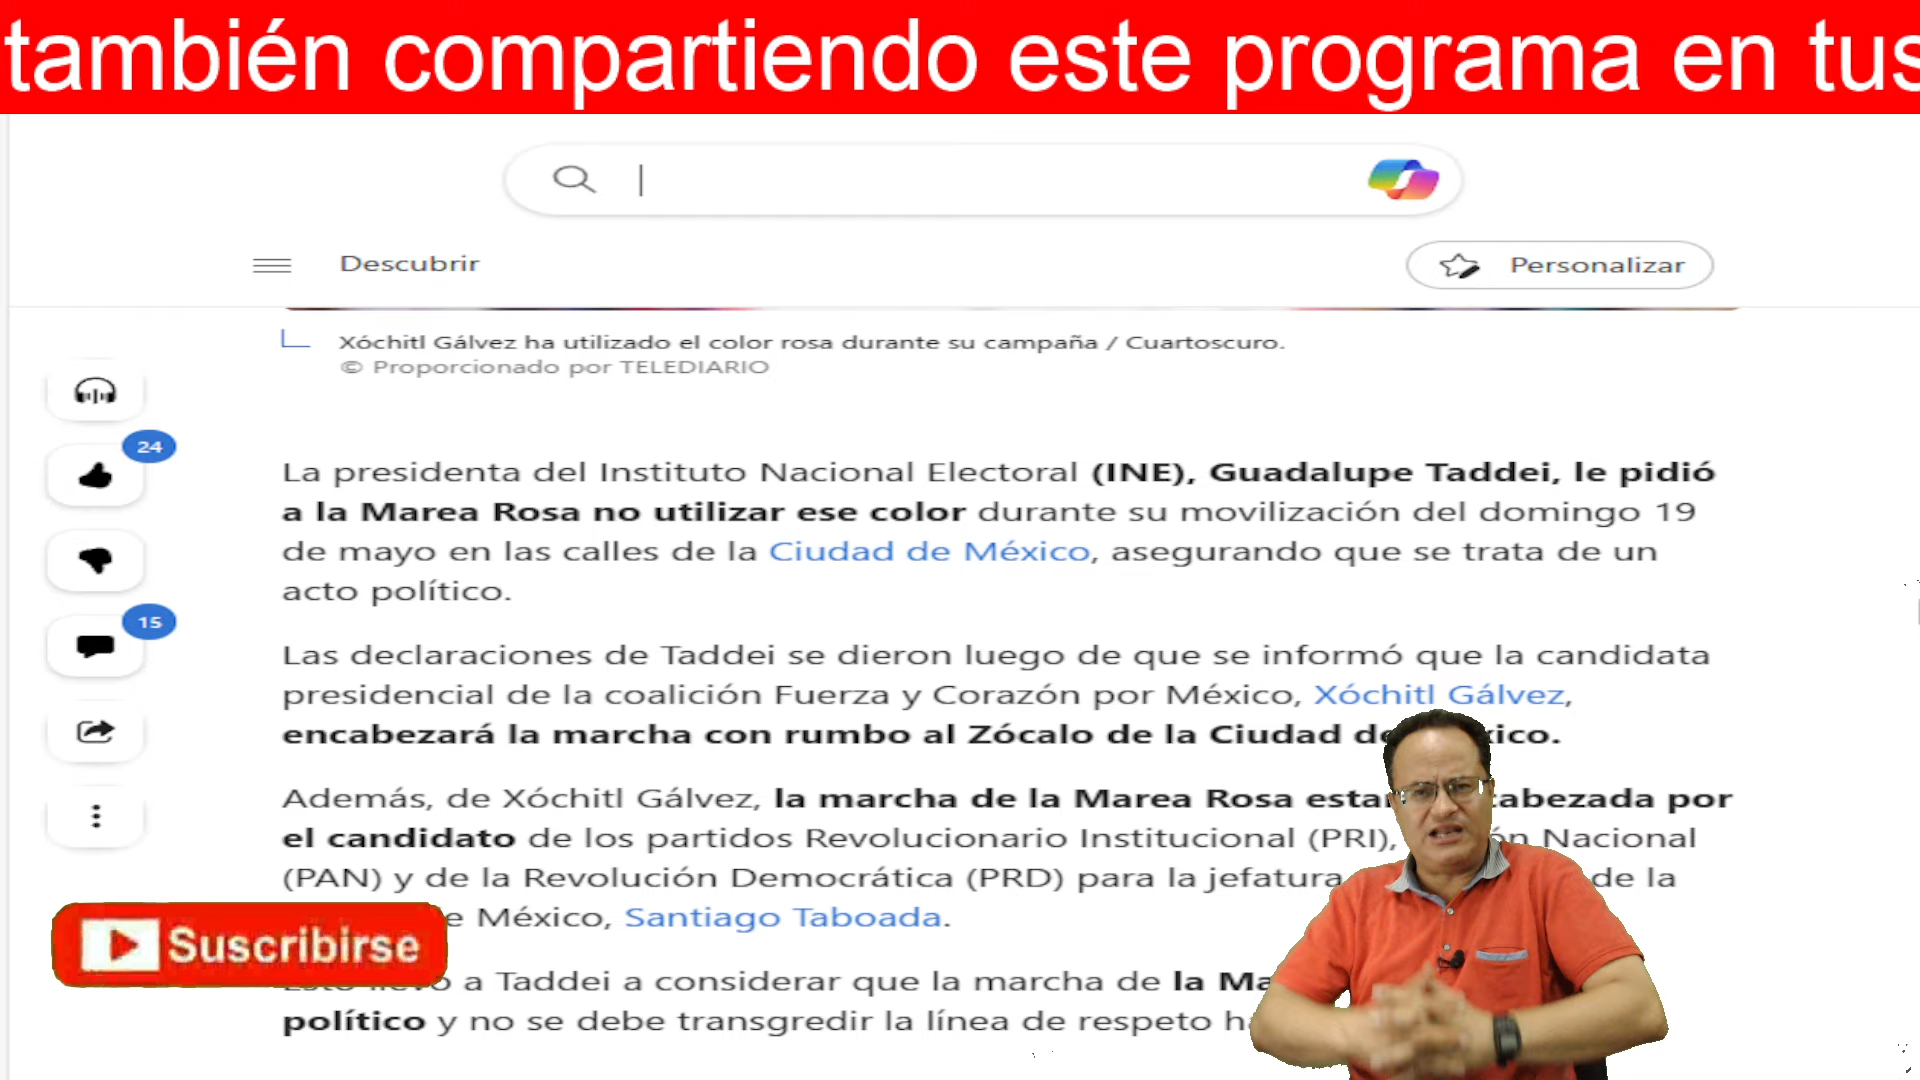 también compartiendo este programa en tus
Descubrir
Personalizar
Xóchitl Gálvez ha utilizado el color rosa durante su campaña / Cuartoscuro.
© Proporcionado por TELEDIARIO
24
15
La presidenta del Instituto Nacional Electoral (INE), Guadalupe Taddei, le pidió
a la Marea Rosa no utilizar ese color durante su movilización del domingo 19
de mayo en las calles de la Ciudad de México, asegurando que se trata de un
acto político.
Las declaraciones de Taddei se dieron luego de que se informó que la candidata
presidencial de la coalición Fuerza y Corazón por México, Xóchitl Gálvez,
encabezará la marcha con rumbo al Zócalo de la Ciudad
Además, de Xóchitl Gálvez, la marcha de la Marea Rosa por
el candidato de los partidos Revolucionario Institucional (PRI), Nacional
(PAN) y de la Revolución Democrática (PRD) para la jefatura de la
de México, Santiago Taboada.
Suscribirse
a Taddei a considerar que la marcha de la
político y no se debe transgredir la línea de respeto